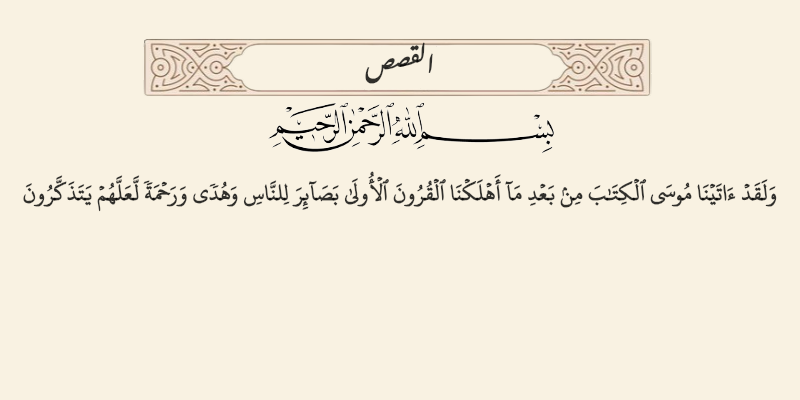 القصص
بِسْمِ ٱللَّهِ ٱلرَّحْمَٰنِ ٱلرَّحِيمِ
وَلَقَدْ ءَاتَيْنَا مُوسَى ٱلْكِتَٰبَ مِنۢ بَعْدِ مَآ أَهْلَكْنَا ٱلْقُرُونَ ٱلْأُولَىٰ بَصَآئِرَ لِلنَّاسِ وَهُدًى وَرَحْمَةً لَّعَلَّهُمْ يَتَذَكَّرُونَ